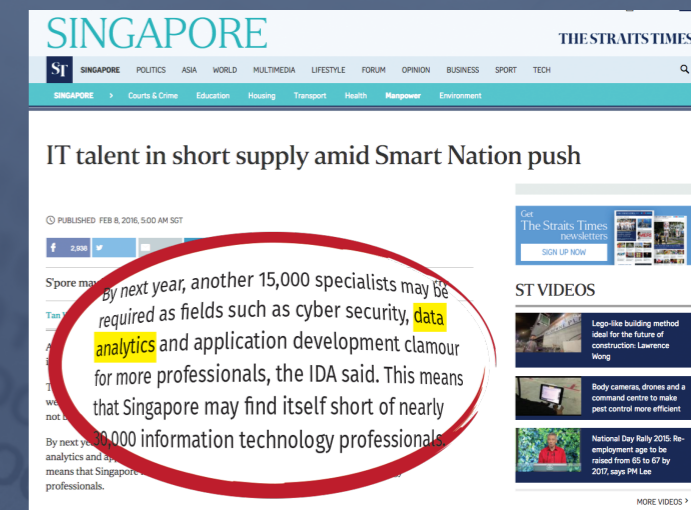 SINGAPORE
THE STRAITS TIMES
ST SINGAPORE POLITICS ASIA WORLD MULTIMEDIA LIFESTYLE FORUM OPINION BUSINESS SPORT TECH
SINGAPORE > Courts & Crime Education Housing Transport Health Manpower Environment
IT talent in short supply amid Smart Nation push
PUBLISHED FEB 8, 2016, 5:00 AM SGT
f 2,938
S'pore may
By next year, another 15,000 specialists may be
required as fields such as cyber security, data
analytics and application development clamour
for more professionals, the IDA said. This means
that Singapore may find itself short of nearly
30,000 information technology professionals.
Tan
not
By next
analytics and
means that Singapore
professionals.
Get
The Straits Times
newsletters
SIGN UP NOW
ST VIDEOS
Lego-like building method
ideal for the future of
construction: Lawrence
Wong
Body cameras, drones and a
command centre to make
pest control more efficient
National Day Rally 2015: Re-
employment age to be
raised from 65 to 67 by
2017, says PM Lee
MORE VIDEOS >